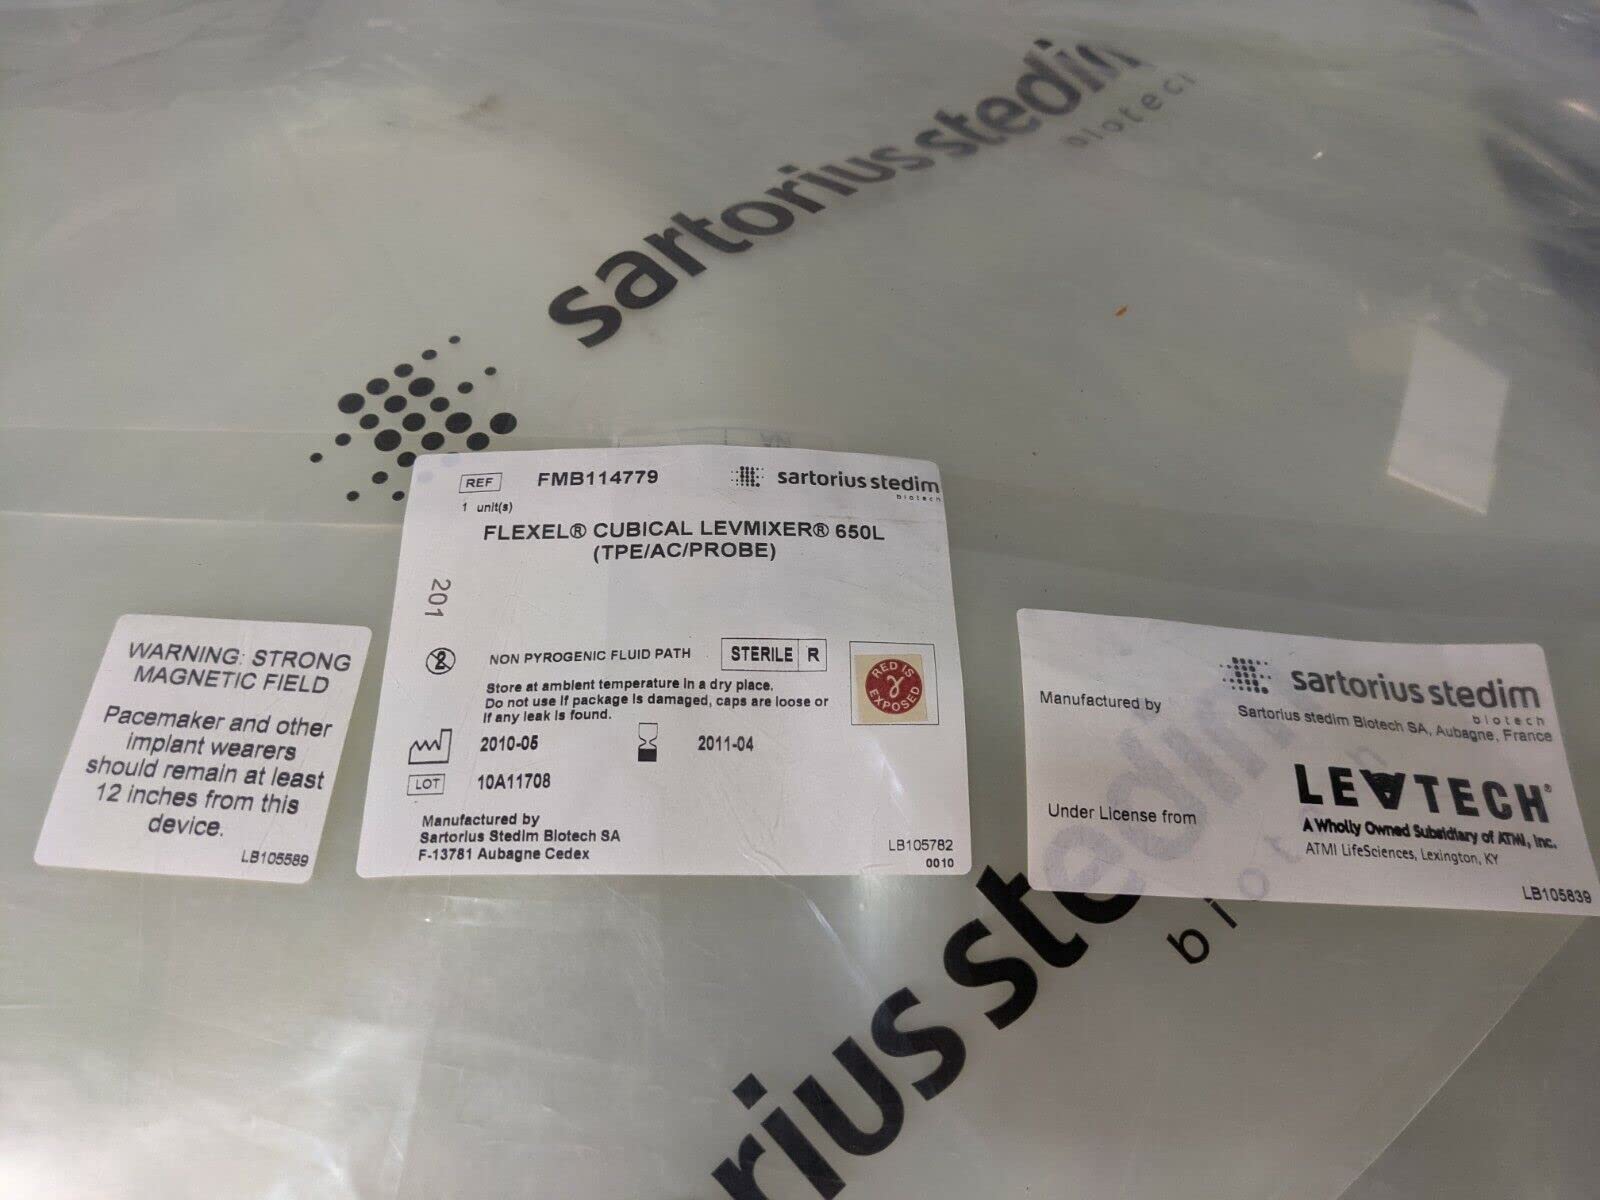 sartorius stedim
biotech
REF FMB114779 sartorius stedim
biotech
1 unit(s)
FLEXEL® CUBICAL LEVMIXER® 650L
(TPE/AC/PROBE)
201
2 NON PYROGENIC FLUID PATH STERILE R
RED IS
γ
EXPOSED
Store at ambient temperature in a dry place.
Do not use if package is damaged, caps are loose or
if any leak is found.
2010-05 2011-04
LOT 10A11708
Manufactured by
Sartorius Stedim Biotech SA
F-13781 Aubagne Cedex
LB105782
0010
WARNING: STRONG
MAGNETIC FIELD
Pacemaker and other
implant wearers
should remain at least
12 inches from this
device.
LB105589
Manufactured by
sartorius stedim
biotech
Sartorius stedim Biotech SA, Aubagne, France
Under License from
LEVTECH®
A Wholly Owned Subsidiary of ATMI, Inc.
ATMI LifeSciences, Lexington, KY
LB105839
rius stedim
bio